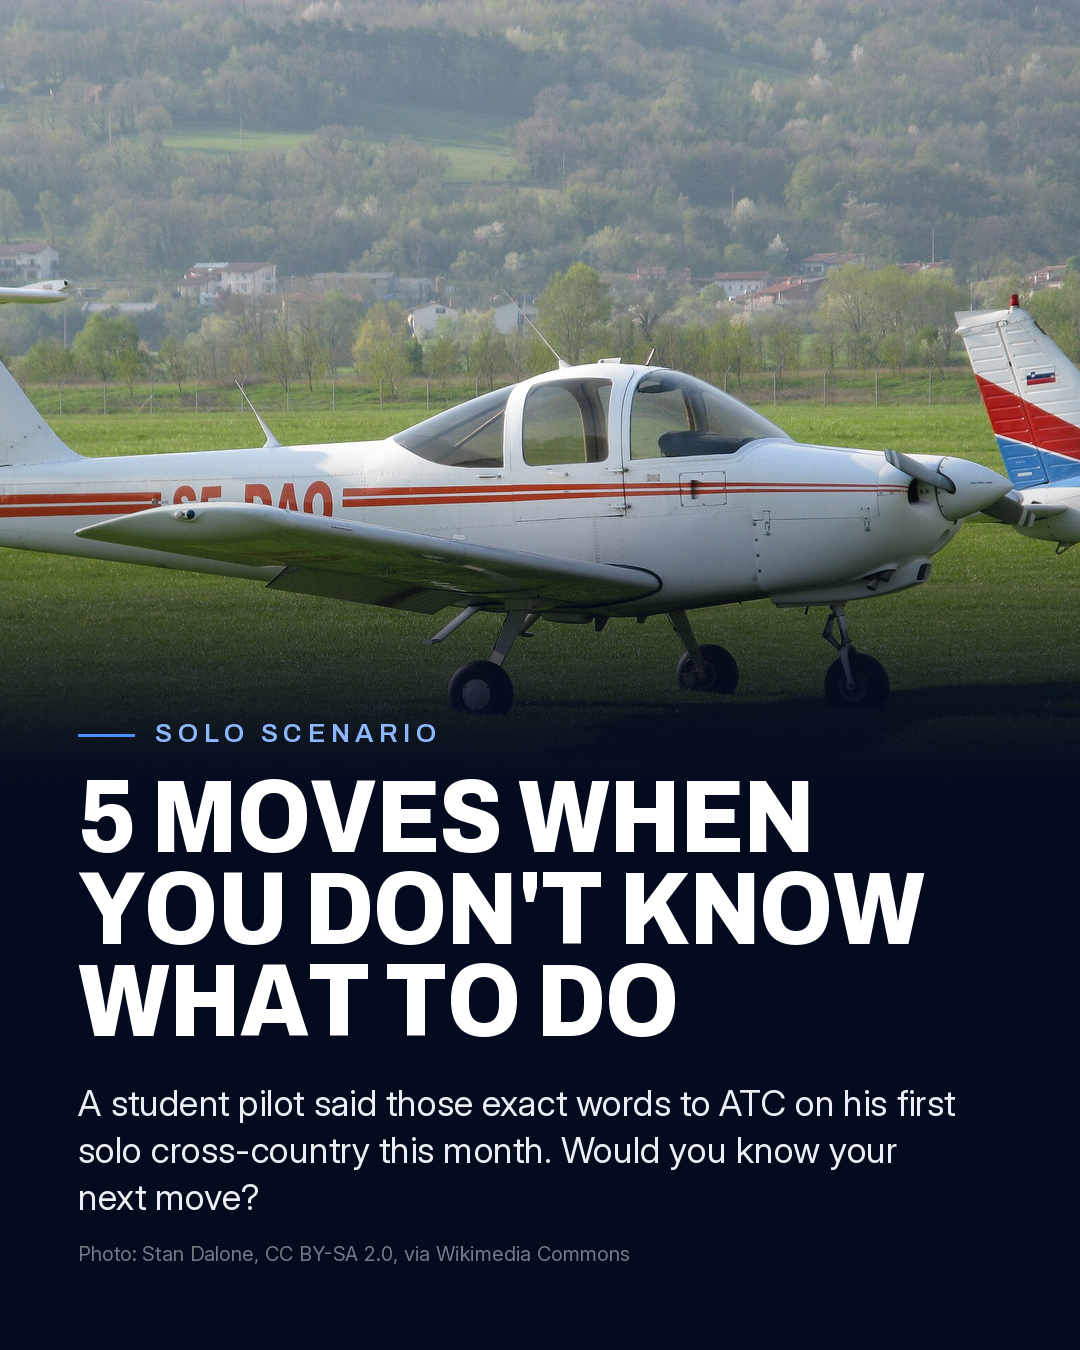 SOLO SCENARIO
5 MOVES WHEN
YOU DON'T KNOW
WHAT TO DO
A student pilot said those exact words to ATC on his first
solo cross-country this month. Would you know your
next move?
Photo: Stan Dalone, CC BY-SA 2.0, via Wikimedia Commons